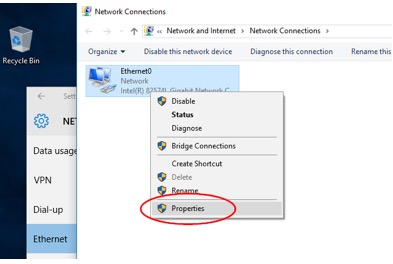 Network Connections
« Network and Internet › Network Connections ›
Organize
Disable this network device
Diagnose this connection
Rename this
Recycle Bin
Ethernet0
Network
Intel(R) 82574L Gigabit Network C
Disable
Status
Diagnose
Bridge Connections
Create Shortcut
Delete
Rename
Properties
Sett
NE
Data usage
VPN
Dial-up
Ethernet